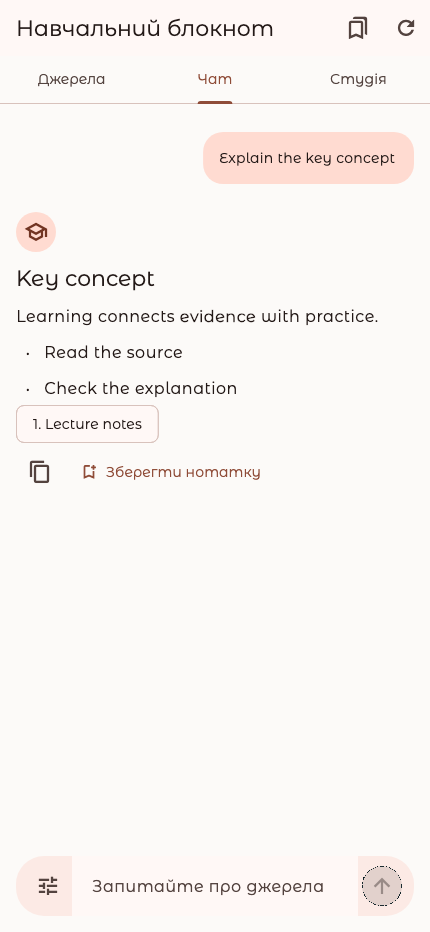 Навчальний блокнот
Джерела
Чат
Студія
Explain the key concept
Key concept
Learning connects evidence with practice.
• Read the source
• Check the explanation
1. Lecture notes
Зберегти нотатку
Запитайте про джерела